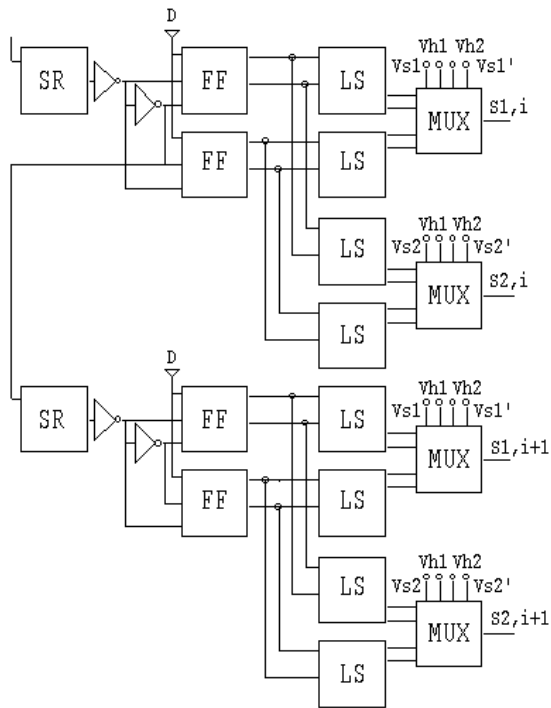 D
Vh1 Vh2
Vs1 Vs1'
SR FF LS MUX S1,i
FF LS
Vh1 Vh2
Vs2 Vs2'
LS MUX S2,i
LS
D
Vh1 Vh2
Vs1 Vs1'
SR FF LS MUX S1,i+1
FF LS
Vh1 Vh2
Vs2 Vs2'
LS MUX S2,i+1
LS